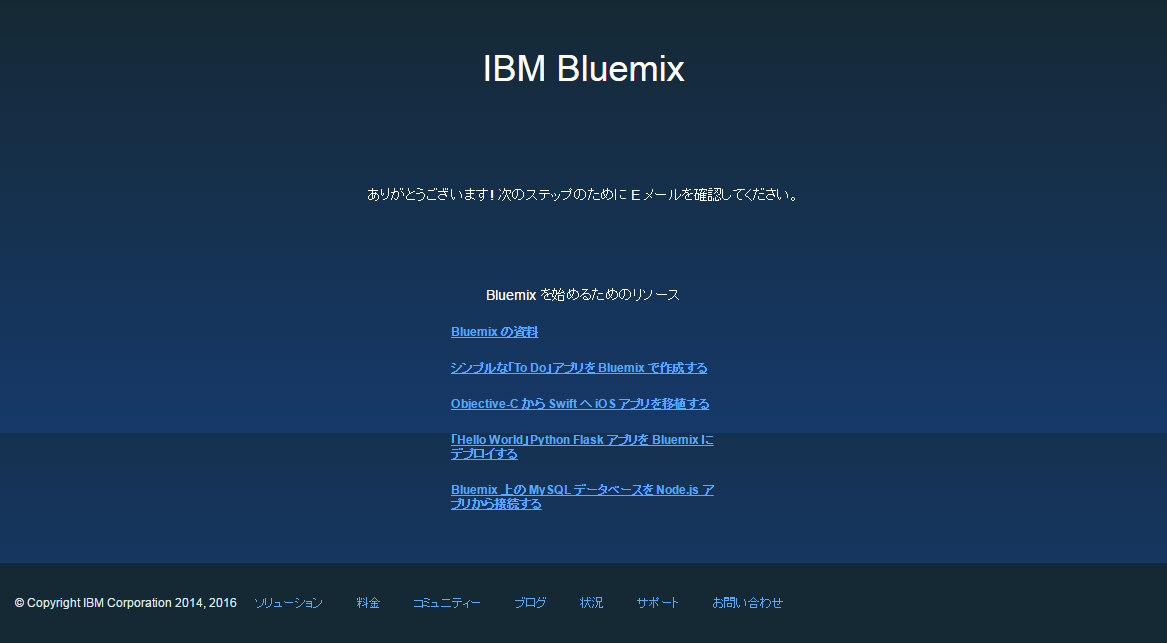 IBM Bluemix
ありがとうございます! 次のステップのために E メールを確認してください。
Bluemix を始めるためのリソース
Bluemix の資料
シンプルな「To Do」アプリを Bluemix で作成する
Objective-C から Swift へ iOS アプリを移植する
「Hello World」Python Flask アプリを Bluemix に
デプロイする
Bluemix 上の MySQL データベースを Node.js ア
プリから接続する
© Copyright IBM Corporation 2014, 2016 ソリューション 料金 コミュニティー ブログ 状況 サポート お問い合わせ